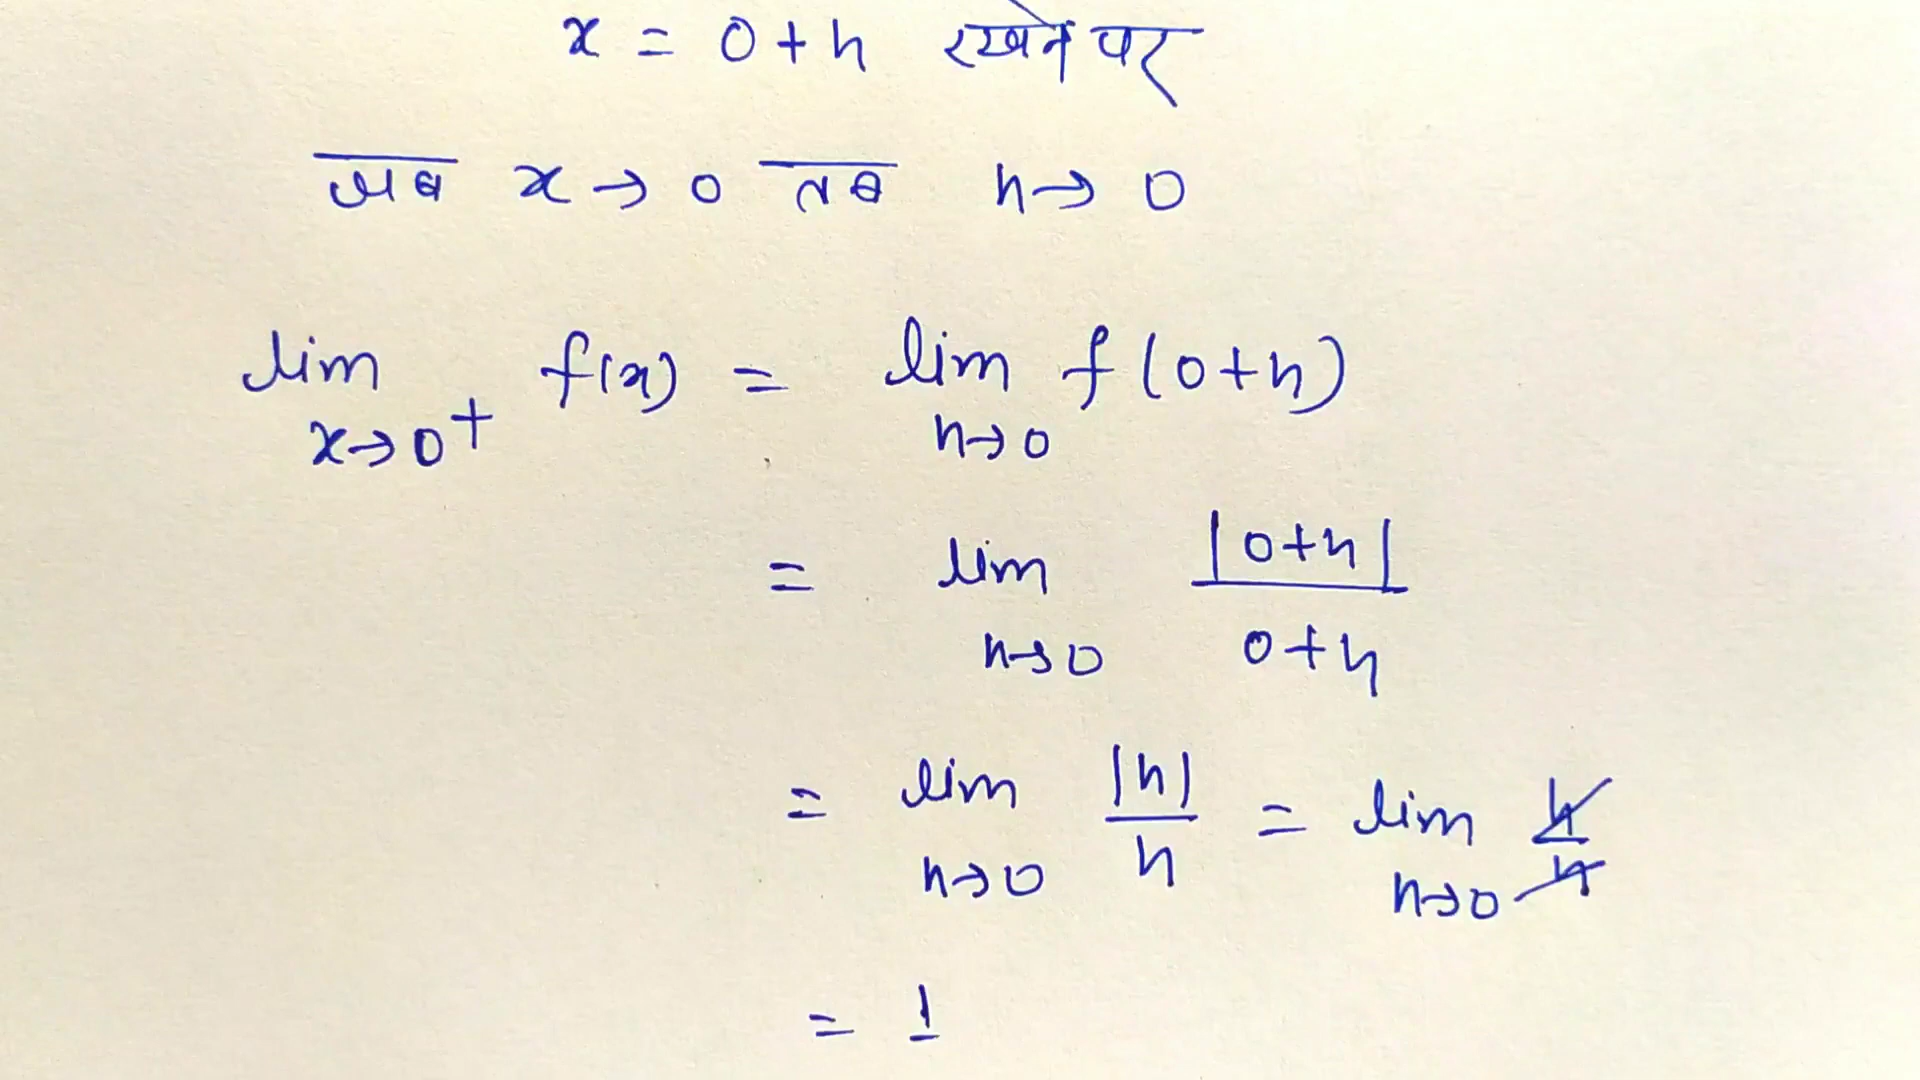 x = 0+h रखने पर
जब x→0 तब h→0
lim x→0+ f(x) = lim h→0 f(0+h)
= lim h→0 |0+h| / 0+h
= lim h→0 |h| / h = lim h→0 h / h
= 1